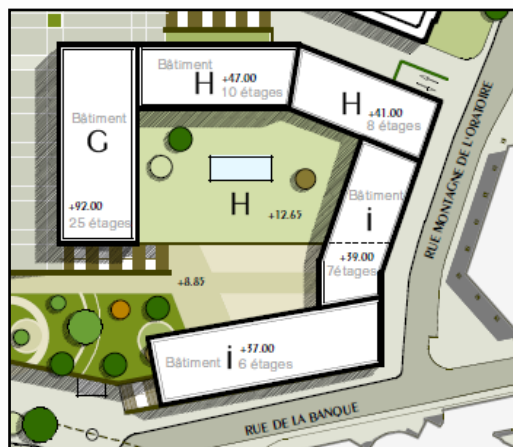 Bâtiment
H +47.00
10 étages
H +41.00
8 étages
Bâtiment
G
+92.00
25 étages
H +12.65
Bâtiment
i
+39.00
7étages
+8.85
Bâtiment i +37.00
6 étages
RUE MONTAGNE DE L'ORATOIRE
RUE DE LA BANQUE